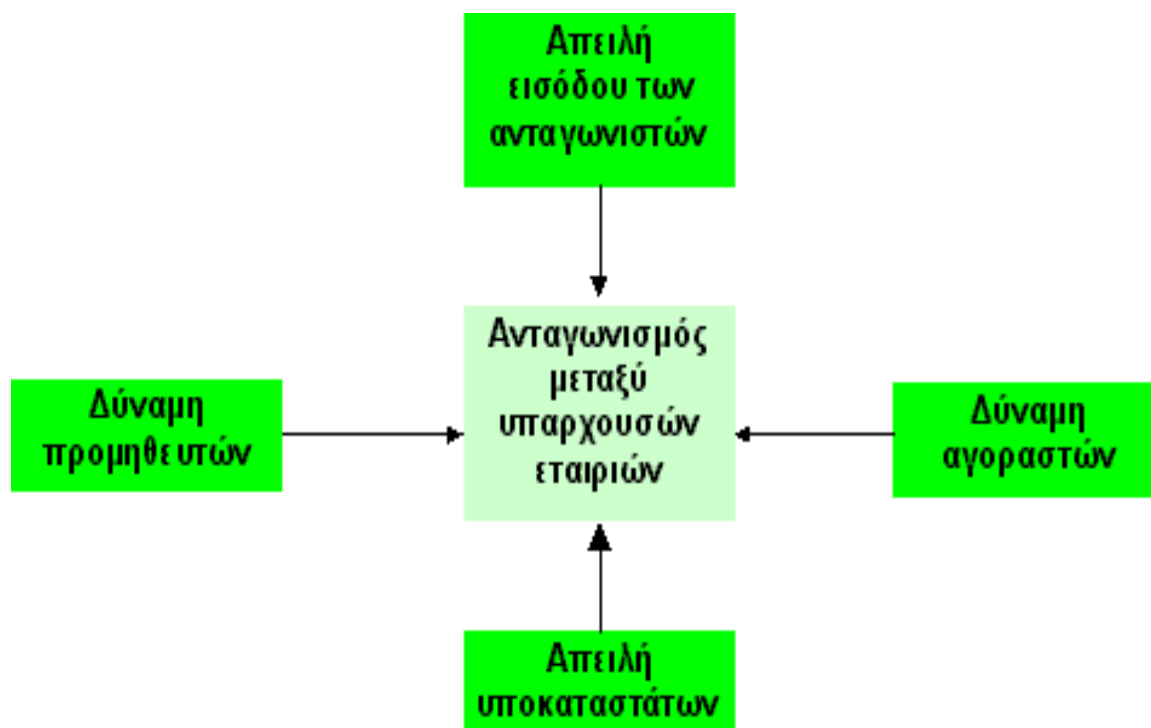 Απειλή
εισόδου των
ανταγωνιστών
Ανταγωνισμός
μεταξύ
υπαρχουσών
εταιριών
Δύναμη
προμηθευτών
Δύναμη
αγοραστών
Απειλή
υποκαταστάτων